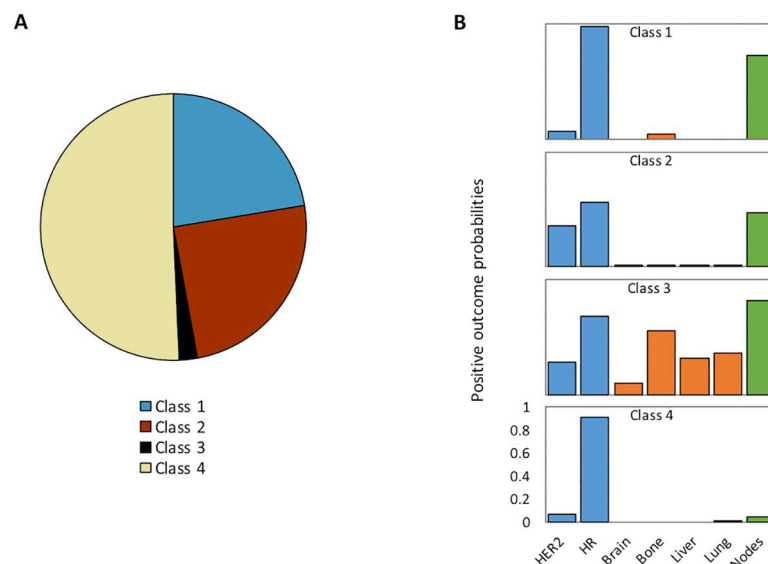 A
B
Class 1
Class 2
Class 3
Class 4
Positive outcome probabilities
Class 1
Class 2
Class 3
Class 4
1
0.8
0.6
0.4
0.2
0
HER2
HR
Brain
Bone
Liver
Lung
Nodes